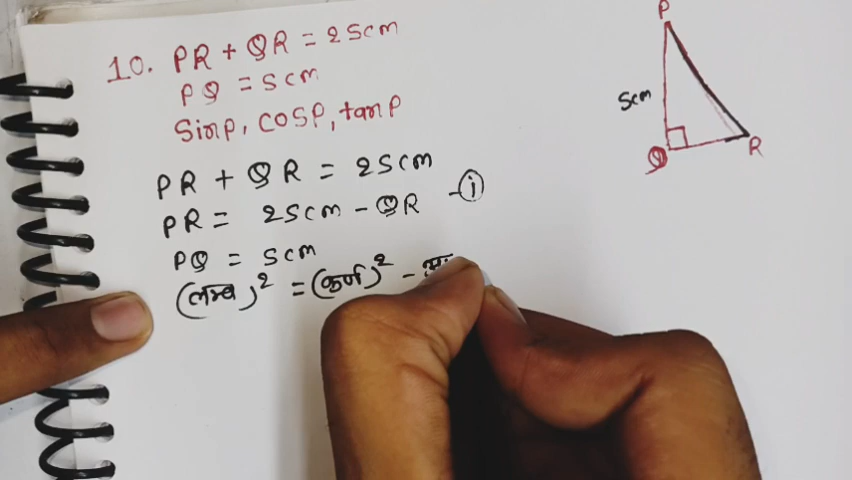 10. PR + QR = 25cm
PQ = 5cm
Sinp, COSP, tanp
PR + QR = 25cm
PR = 25cm - QR - (i)
PQ = 5cm
(लम्ब)² = (कर्ण)² -
P
5cm
Q
R